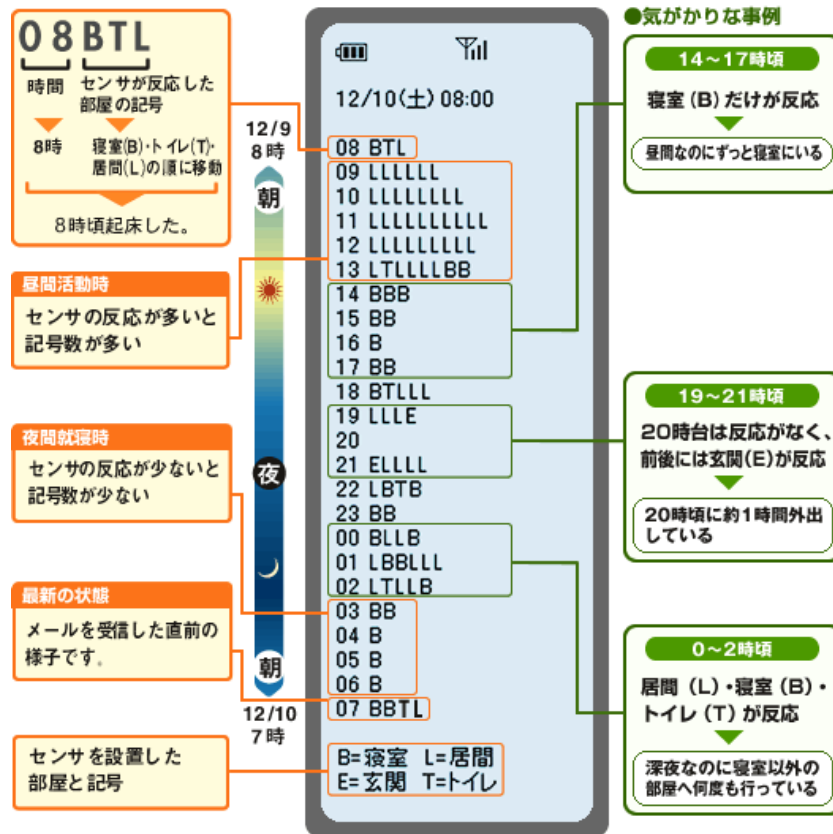 08BTL
時間 センサが反応した
部屋の記号
8時 寝室(B)・トイレ(T)・
居間(L)の順に移動
8時頃起床した。
昼間活動時
センサの反応が多いと
記号数が多い
夜間就寝時
センサの反応が少ないと
記号数が少ない
最新の状態
メールを受信した直前の
様子です。
センサを設置した
部屋と記号
12/9
8時
朝
夜
朝
12/10
7時
12/10(土)08:00
08 BTL
09 LLLLLL
10 LLLLLLLL
11 LLLLLLLLLL
12 LLLLLLLLL
13 LTLLLLBB
14 BBB
15 BB
16 B
17 BB
18 BTLLL
19 LLLE
20
21 ELLLL
22 LBTB
23 BB
00 BLLB
01 LBBLLL
02 LTLLB
03 BB
04 B
05 B
06 B
07 BBTL
B=寝室 L=居間
E=玄関 T=トイレ
●気がかりな事例
14～17時頃
寝室(B)だけが反応
昼間なのにずっと寝室にいる
19～21時頃
20時台は反応がなく、
前後には玄関(E)が反応
20時頃に約1時間外出
している
0～2時頃
居間(L)・寝室(B)・
トイレ(T)が反応
深夜なのに寝室以外の
部屋へ何度も行っている